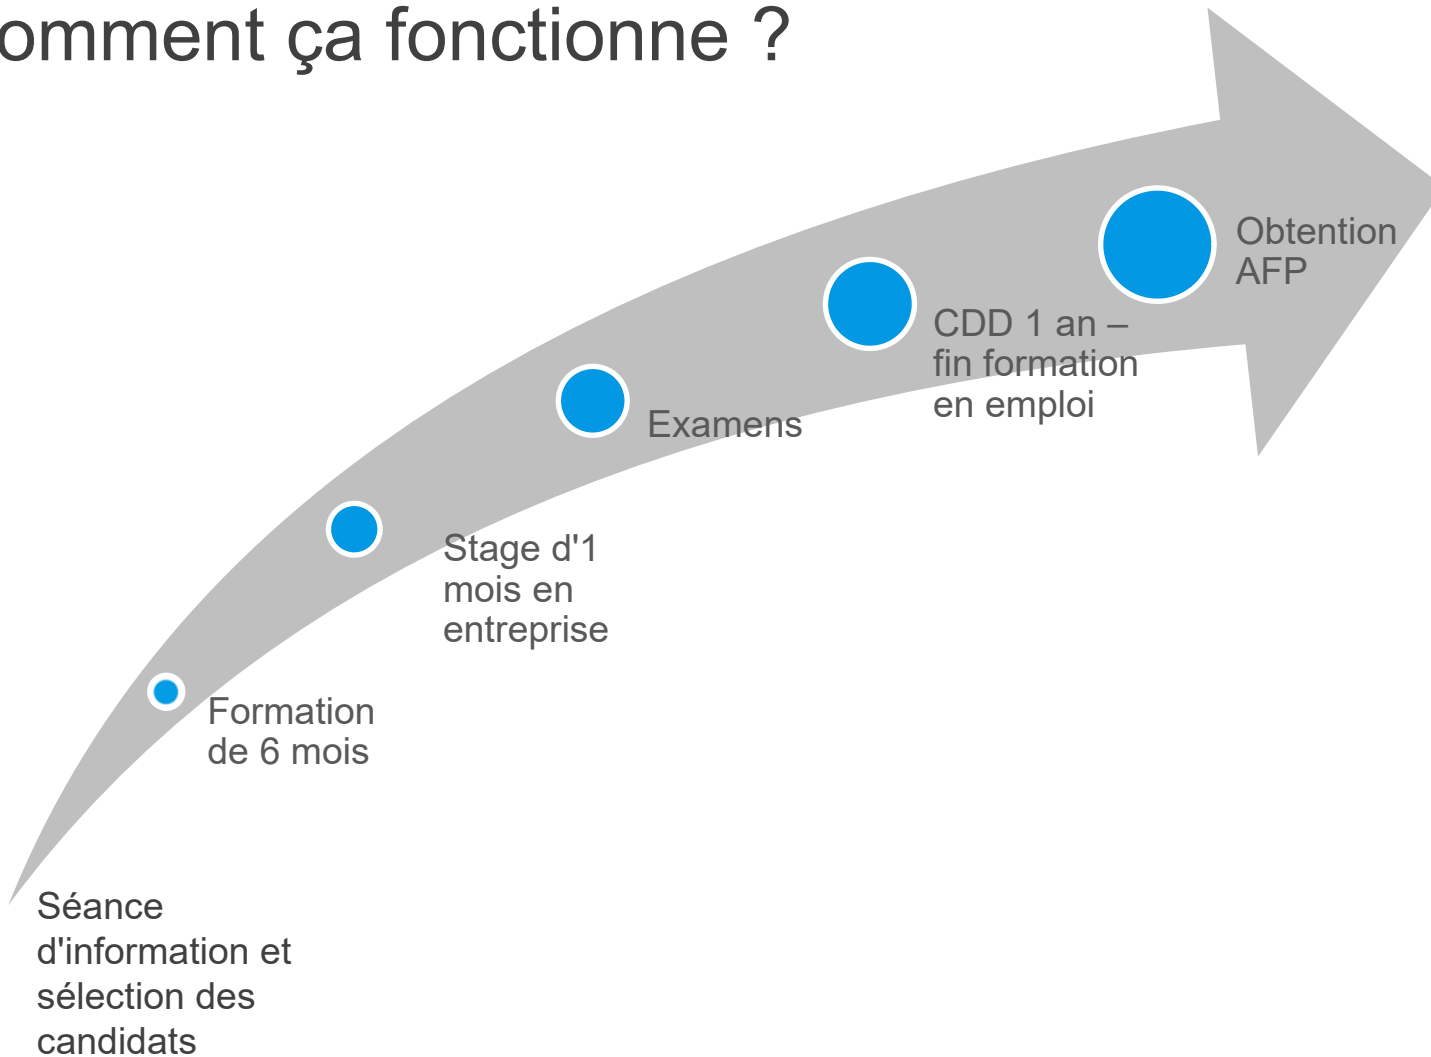 omment ça fonctionne ?
Obtention
AFP
CDD 1 an –
fin formation
en emploi
Examens
Stage d'1
mois en
entreprise
Formation
de 6 mois
Séance
d'information et
sélection des
candidats